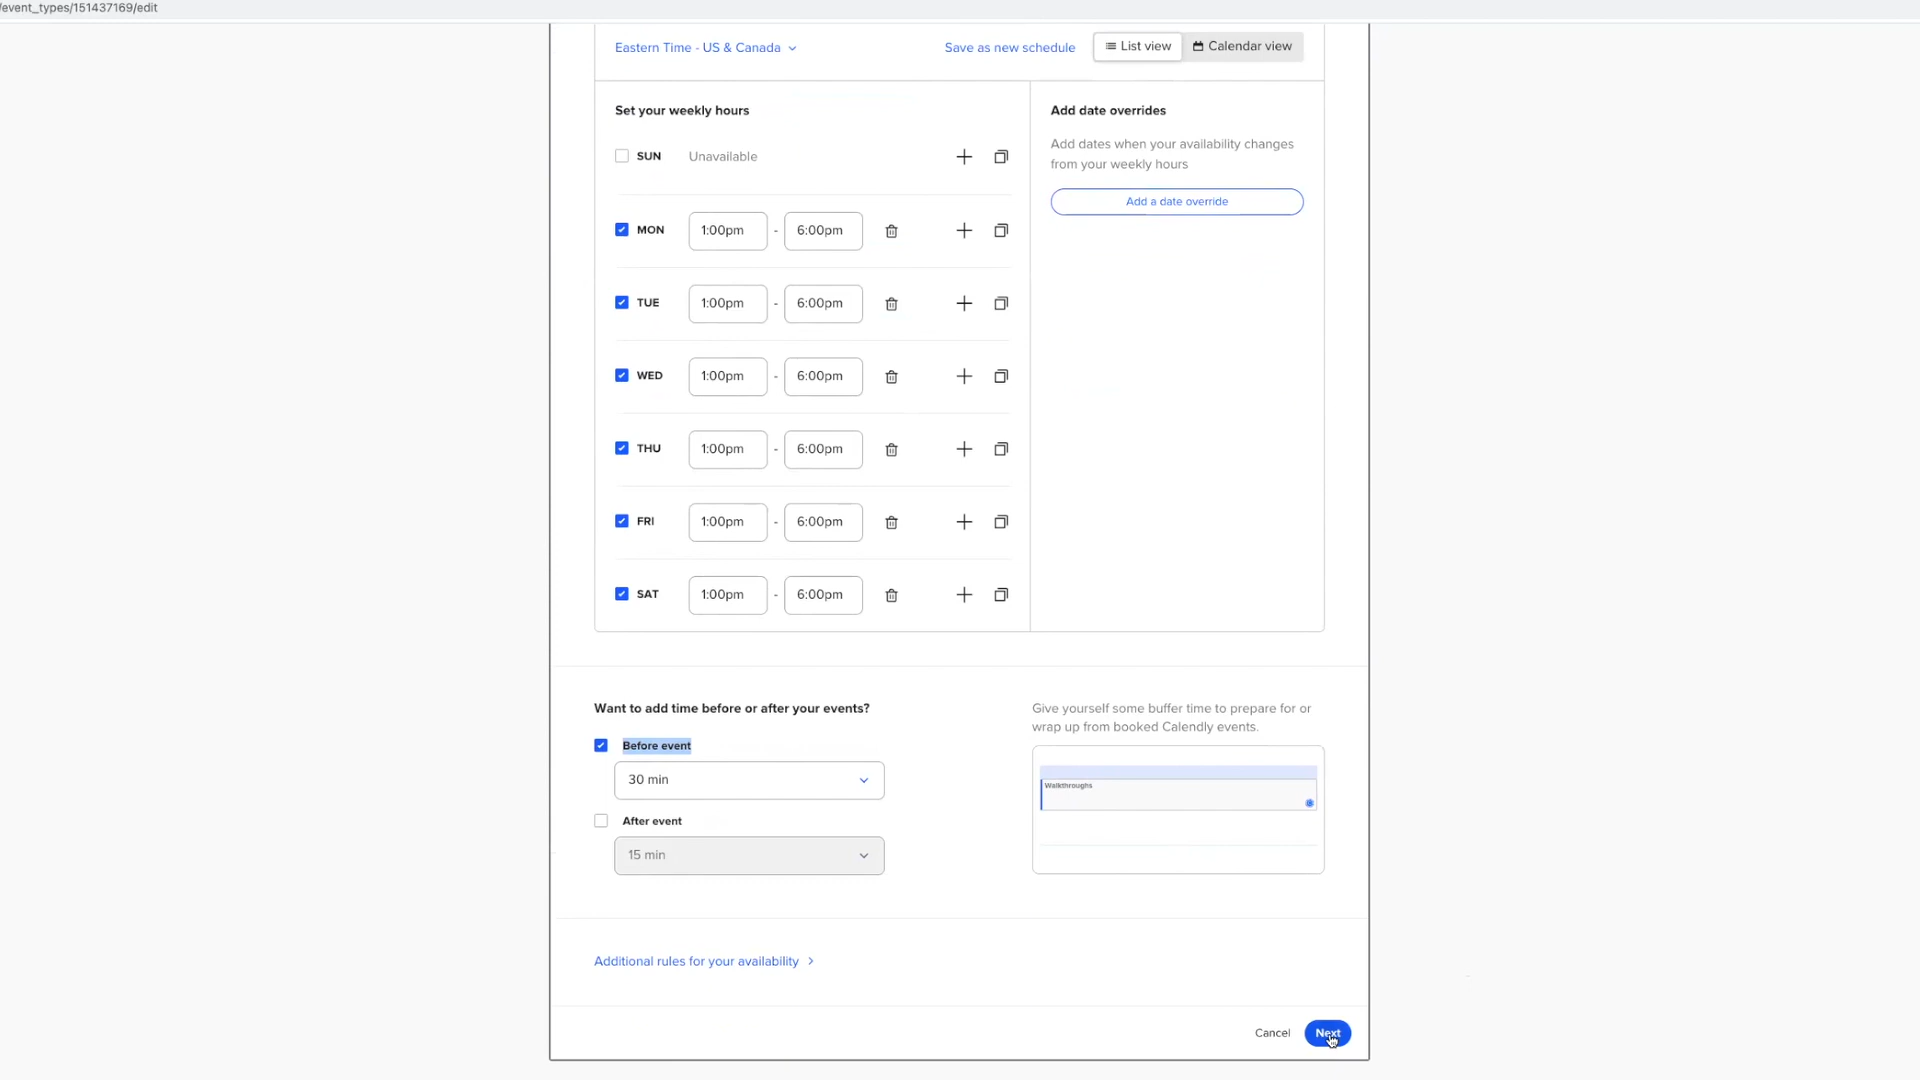 /event_types/151437169/edit
Eastern Time - US & Canada
Save as new schedule
List view
Calendar view
Set your weekly hours
SUN Unavailable
MON 1:00pm - 6:00pm
TUE 1:00pm - 6:00pm
WED 1:00pm - 6:00pm
THU 1:00pm - 6:00pm
FRI 1:00pm - 6:00pm
SAT 1:00pm - 6:00pm
Add date overrides
Add dates when your availability changes
from your weekly hours
Add a date override
Want to add time before or after your events?
Before event
30 min
After event
15 min
Give yourself some buffer time to prepare for or
wrap up from booked Calendly events.
Walkthroughs
Additional rules for your availability
Cancel
Next